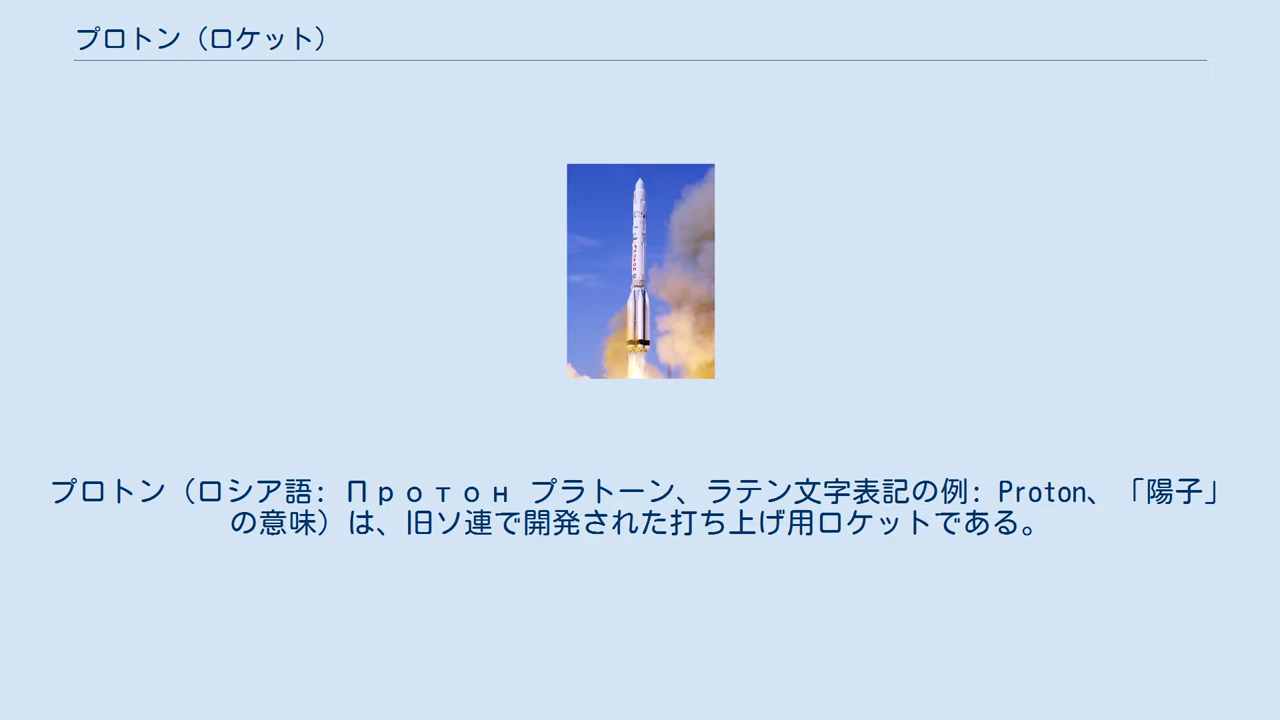 プロトン（ロケット）
プロトン（ロシア語: Протон プラトーン、ラテン文字表記の例: Proton、「陽子」
の意味）は、旧ソ連で開発された打ち上げ用ロケットである。